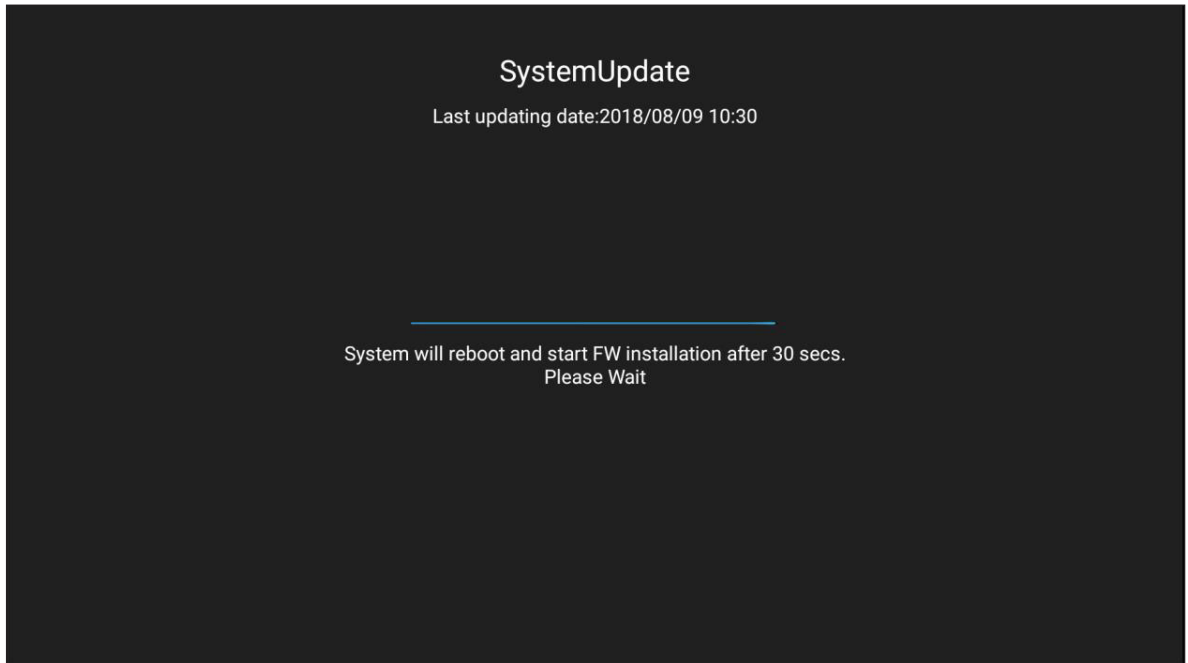 SystemUpdate
Last updating date:2018/08/09 10:30
System will reboot and start FW installation after 30 secs.
Please Wait